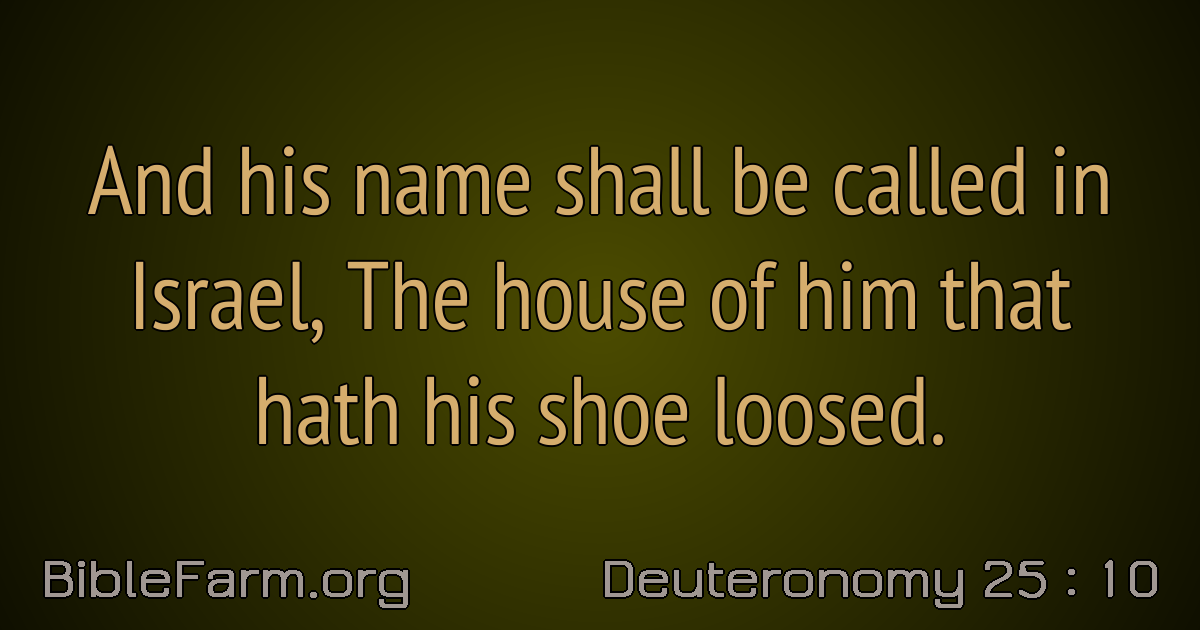 And his name shall be called in
Israel, The house of him that
hath his shoe loosed.
BibleFarm.org
Deuteronomy 25 : 10